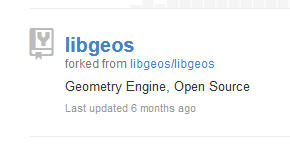 libgeos
forked from libgeos/libgeos
Geometry Engine, Open Source
Last updated 6 months ago